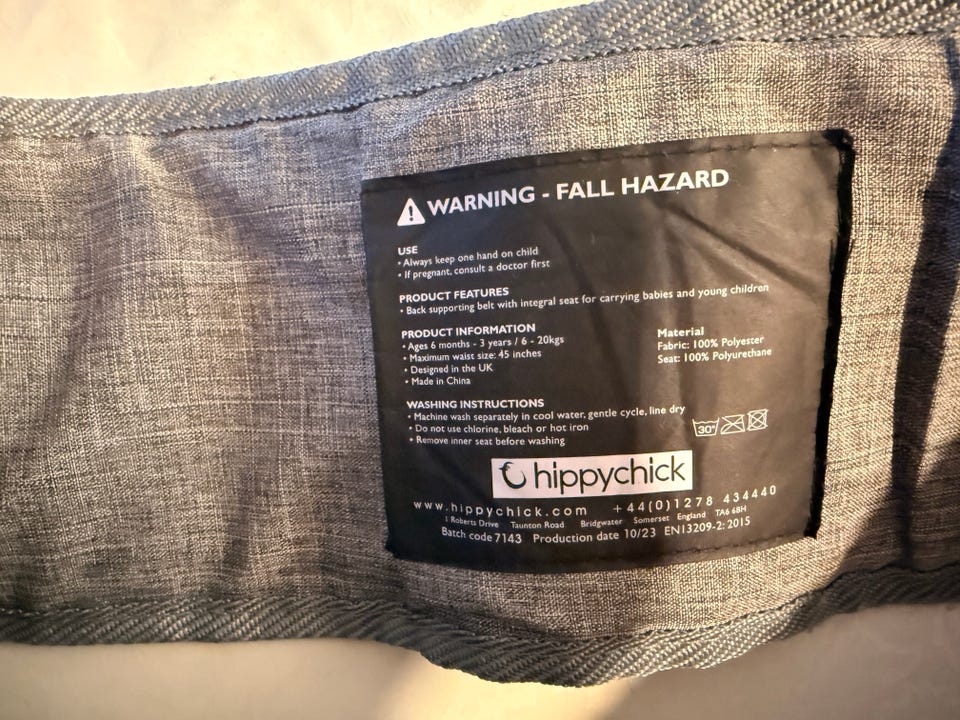 WARNING - FALL HAZARD
USE
• Always keep one hand on child
• If pregnant, consult a doctor first
PRODUCT FEATURES
• Back supporting belt with integral seat for carrying babies and young children
PRODUCT INFORMATION
• Ages 6 months - 3 years / 6 - 20kgs
• Maximum waist size: 45 inches
• Designed in the UK
• Made in China
Material
Fabric: 100% Polyester
Seat: 100% Polyurethane
WASHING INSTRUCTIONS
• Machine wash separately in cool water, gentle cycle, line dry
• Do not use chlorine, bleach or hot iron
• Remove inner seat before washing
30°
hippychick
www.hippychick.com +44(0)1278 434440
1 Roberts Drive Taunton Road Bridgwater Somerset England TA6 6BH
Batch code 7143 Production date 10/23 EN13209-2: 2015